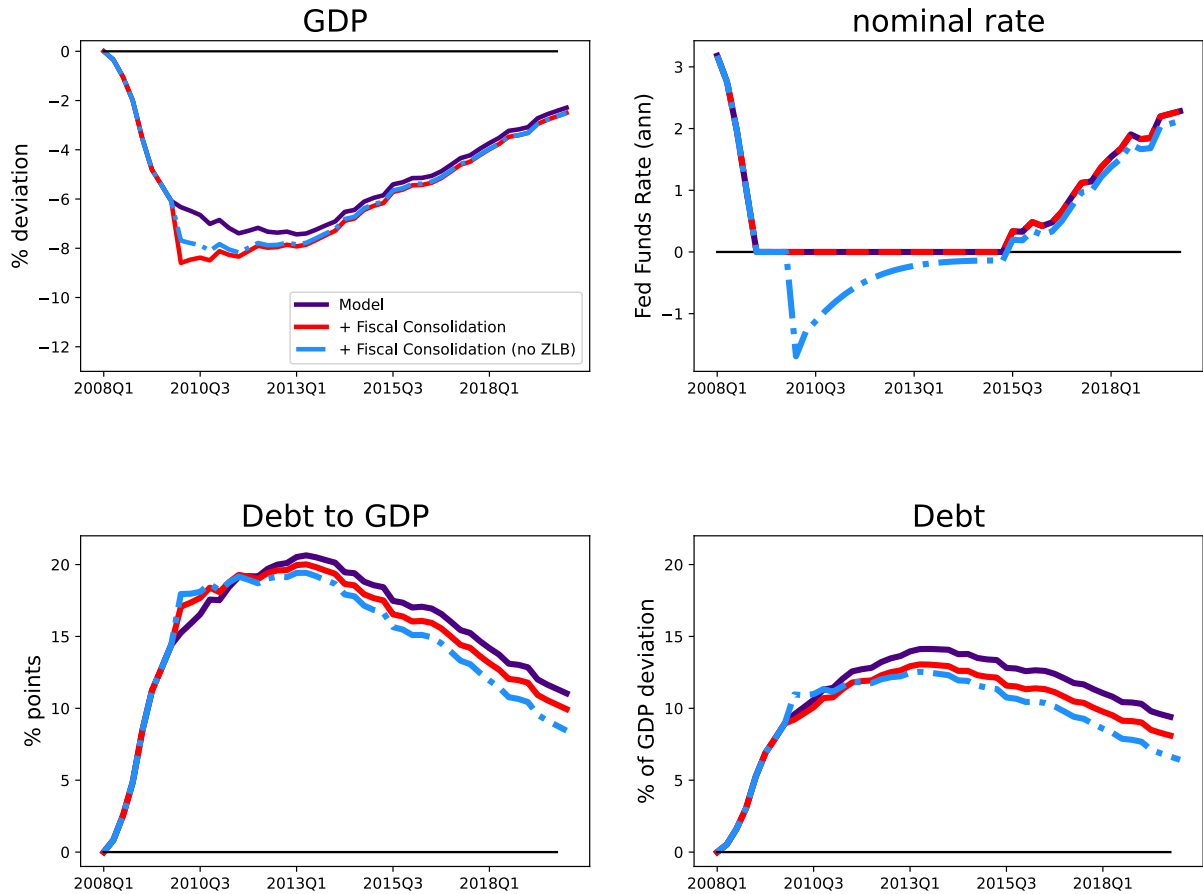 GDP
% deviation
0
−2
−4
−6
−8
−10
−12
Model
+ Fiscal Consolidation
+ Fiscal Consolidation (no ZLB)
2008Q1 2010Q3 2013Q1 2015Q3 2018Q1
nominal rate
Fed Funds Rate (ann)
3
2
1
0
−1
2008Q1 2010Q3 2013Q1 2015Q3 2018Q1
Debt to GDP
% points
20
15
10
5
0
2008Q1 2010Q3 2013Q1 2015Q3 2018Q1
Debt
% of GDP deviation
20
15
10
5
0
2008Q1 2010Q3 2013Q1 2015Q3 2018Q1